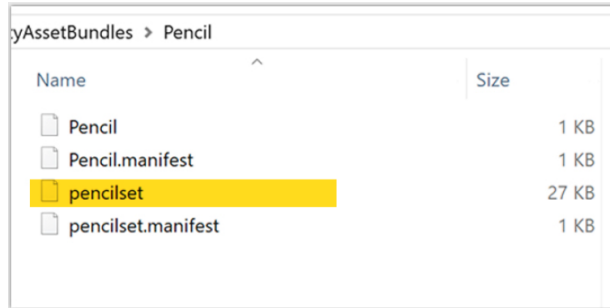 yAssetBundles > Pencil
Name Size
Pencil 1 KB
Pencil.manifest 1 KB
pencilset 27 KB
pencilset.manifest 1 KB